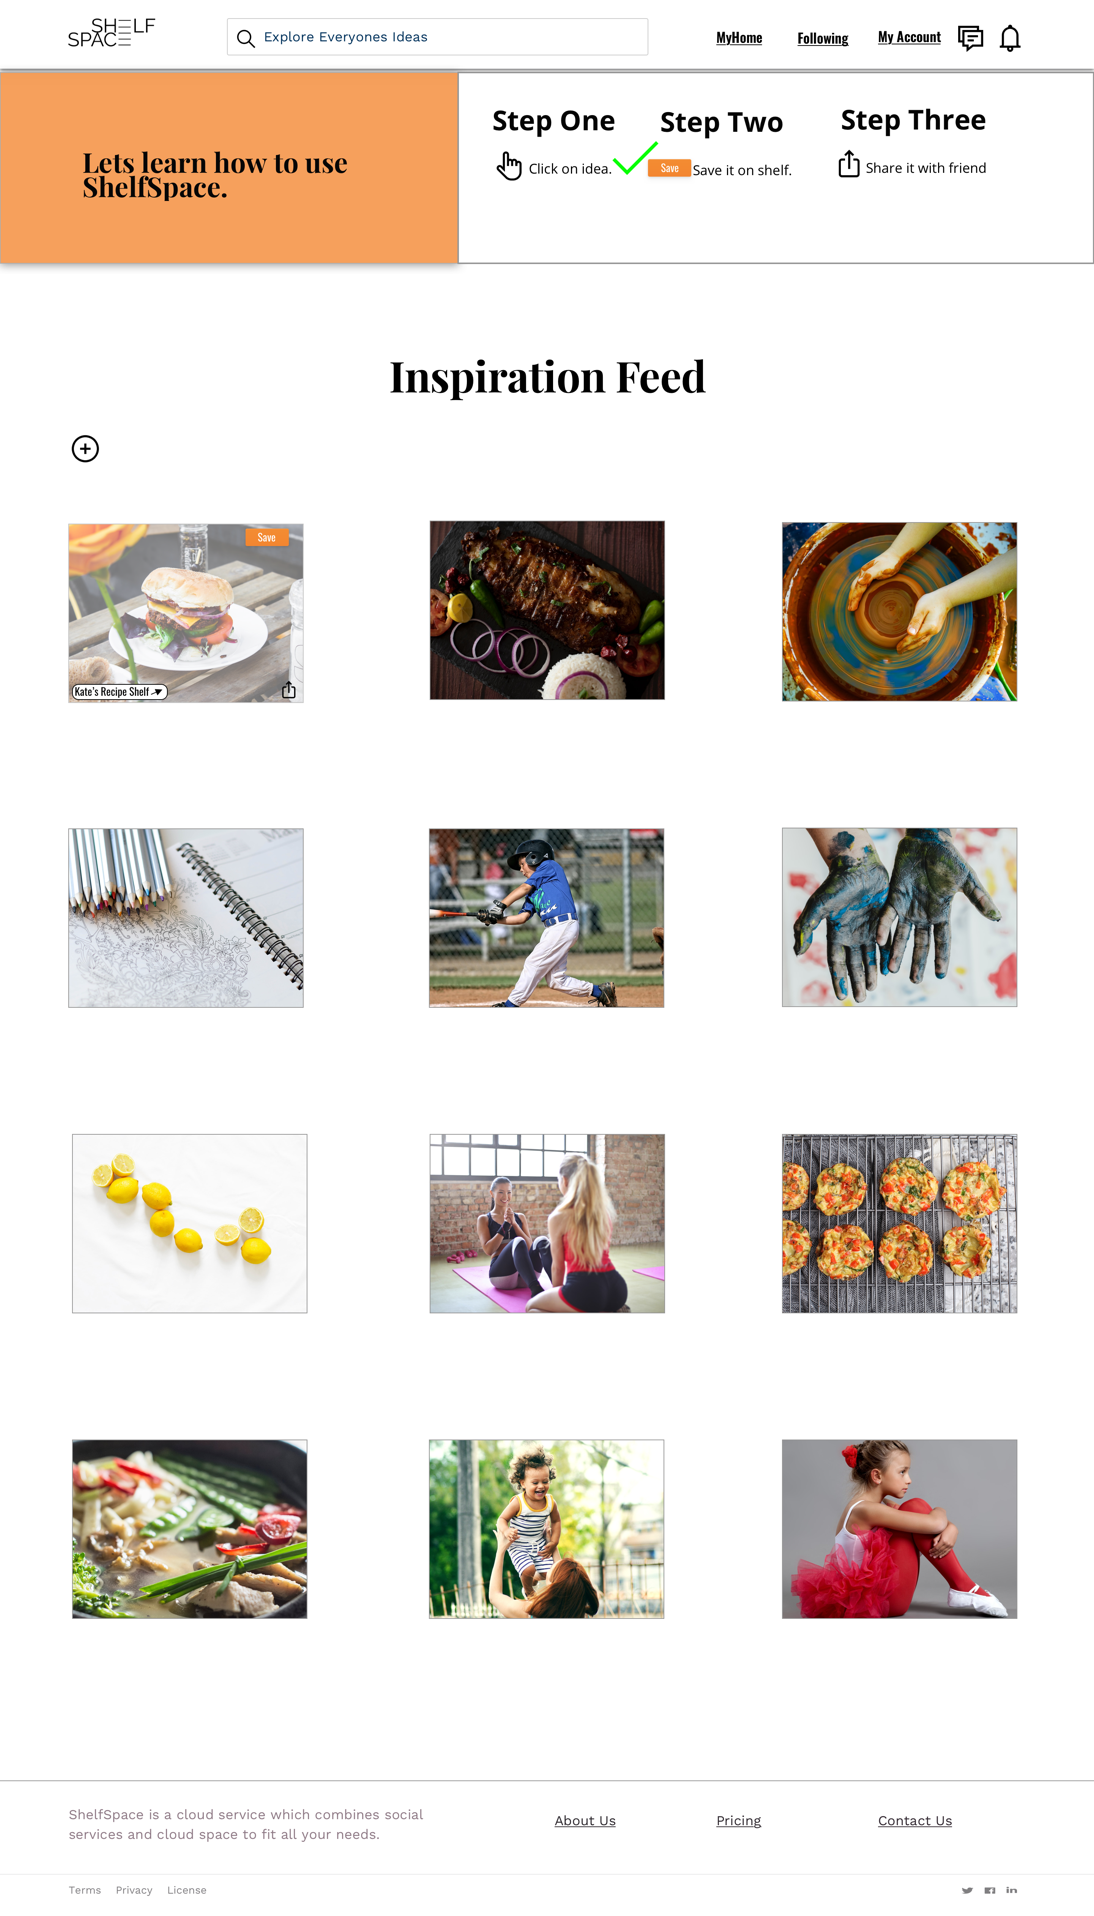 SHELF
SPACE
Explore Everyones Ideas
MyHome
Following
My Account
Lets learn how to use
ShelfSpace.
Step One
Step Two
Step Three
Click on idea.
Save
Save it on shelf.
Share it with friend
Inspiration Feed
Save
Kate's Recipe Shelf
ShelfSpace is a cloud service which combines social
services and cloud space to fit all your needs.
About Us
Pricing
Contact Us
Terms
Privacy
License